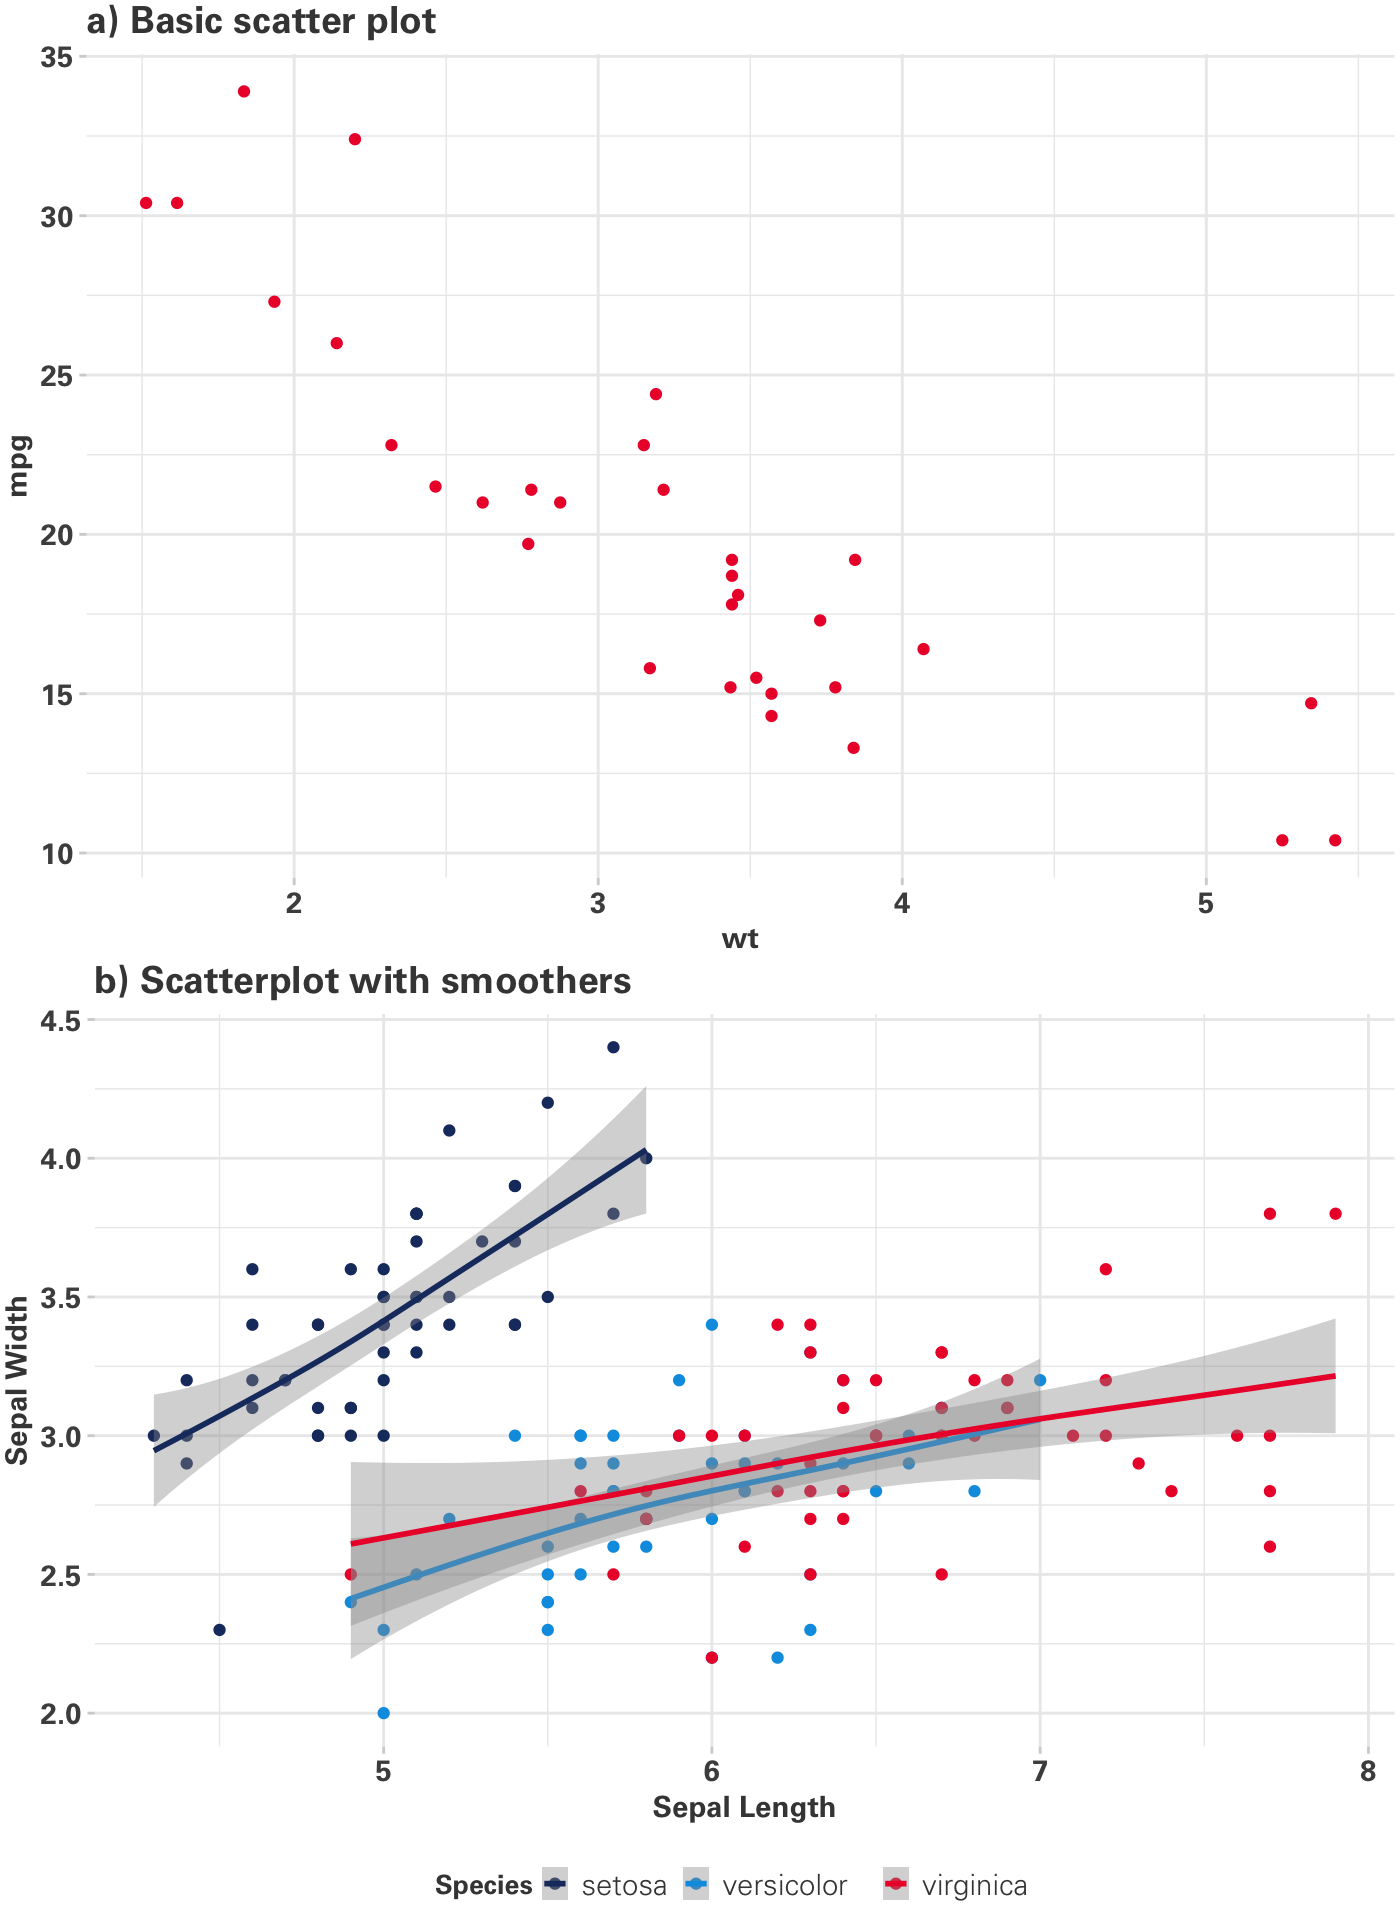 a) Basic scatter plot
35
30
25
20
15
10
mpg
2 3 4 5
wt
b) Scatterplot with smoothers
4.5
4.0
3.5
3.0
2.5
2.0
Sepal Width
5 6 7 8
Sepal Length
Species setosa versicolor virginica